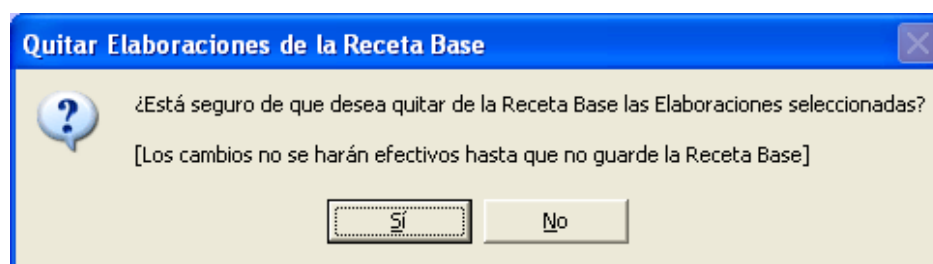 Quitar Elaboraciones de la Receta Base
¿Está seguro de que desea quitar de la Receta Base las Elaboraciones seleccionadas?
[Los cambios no se harán efectivos hasta que no guarde la Receta Base]
Sí No